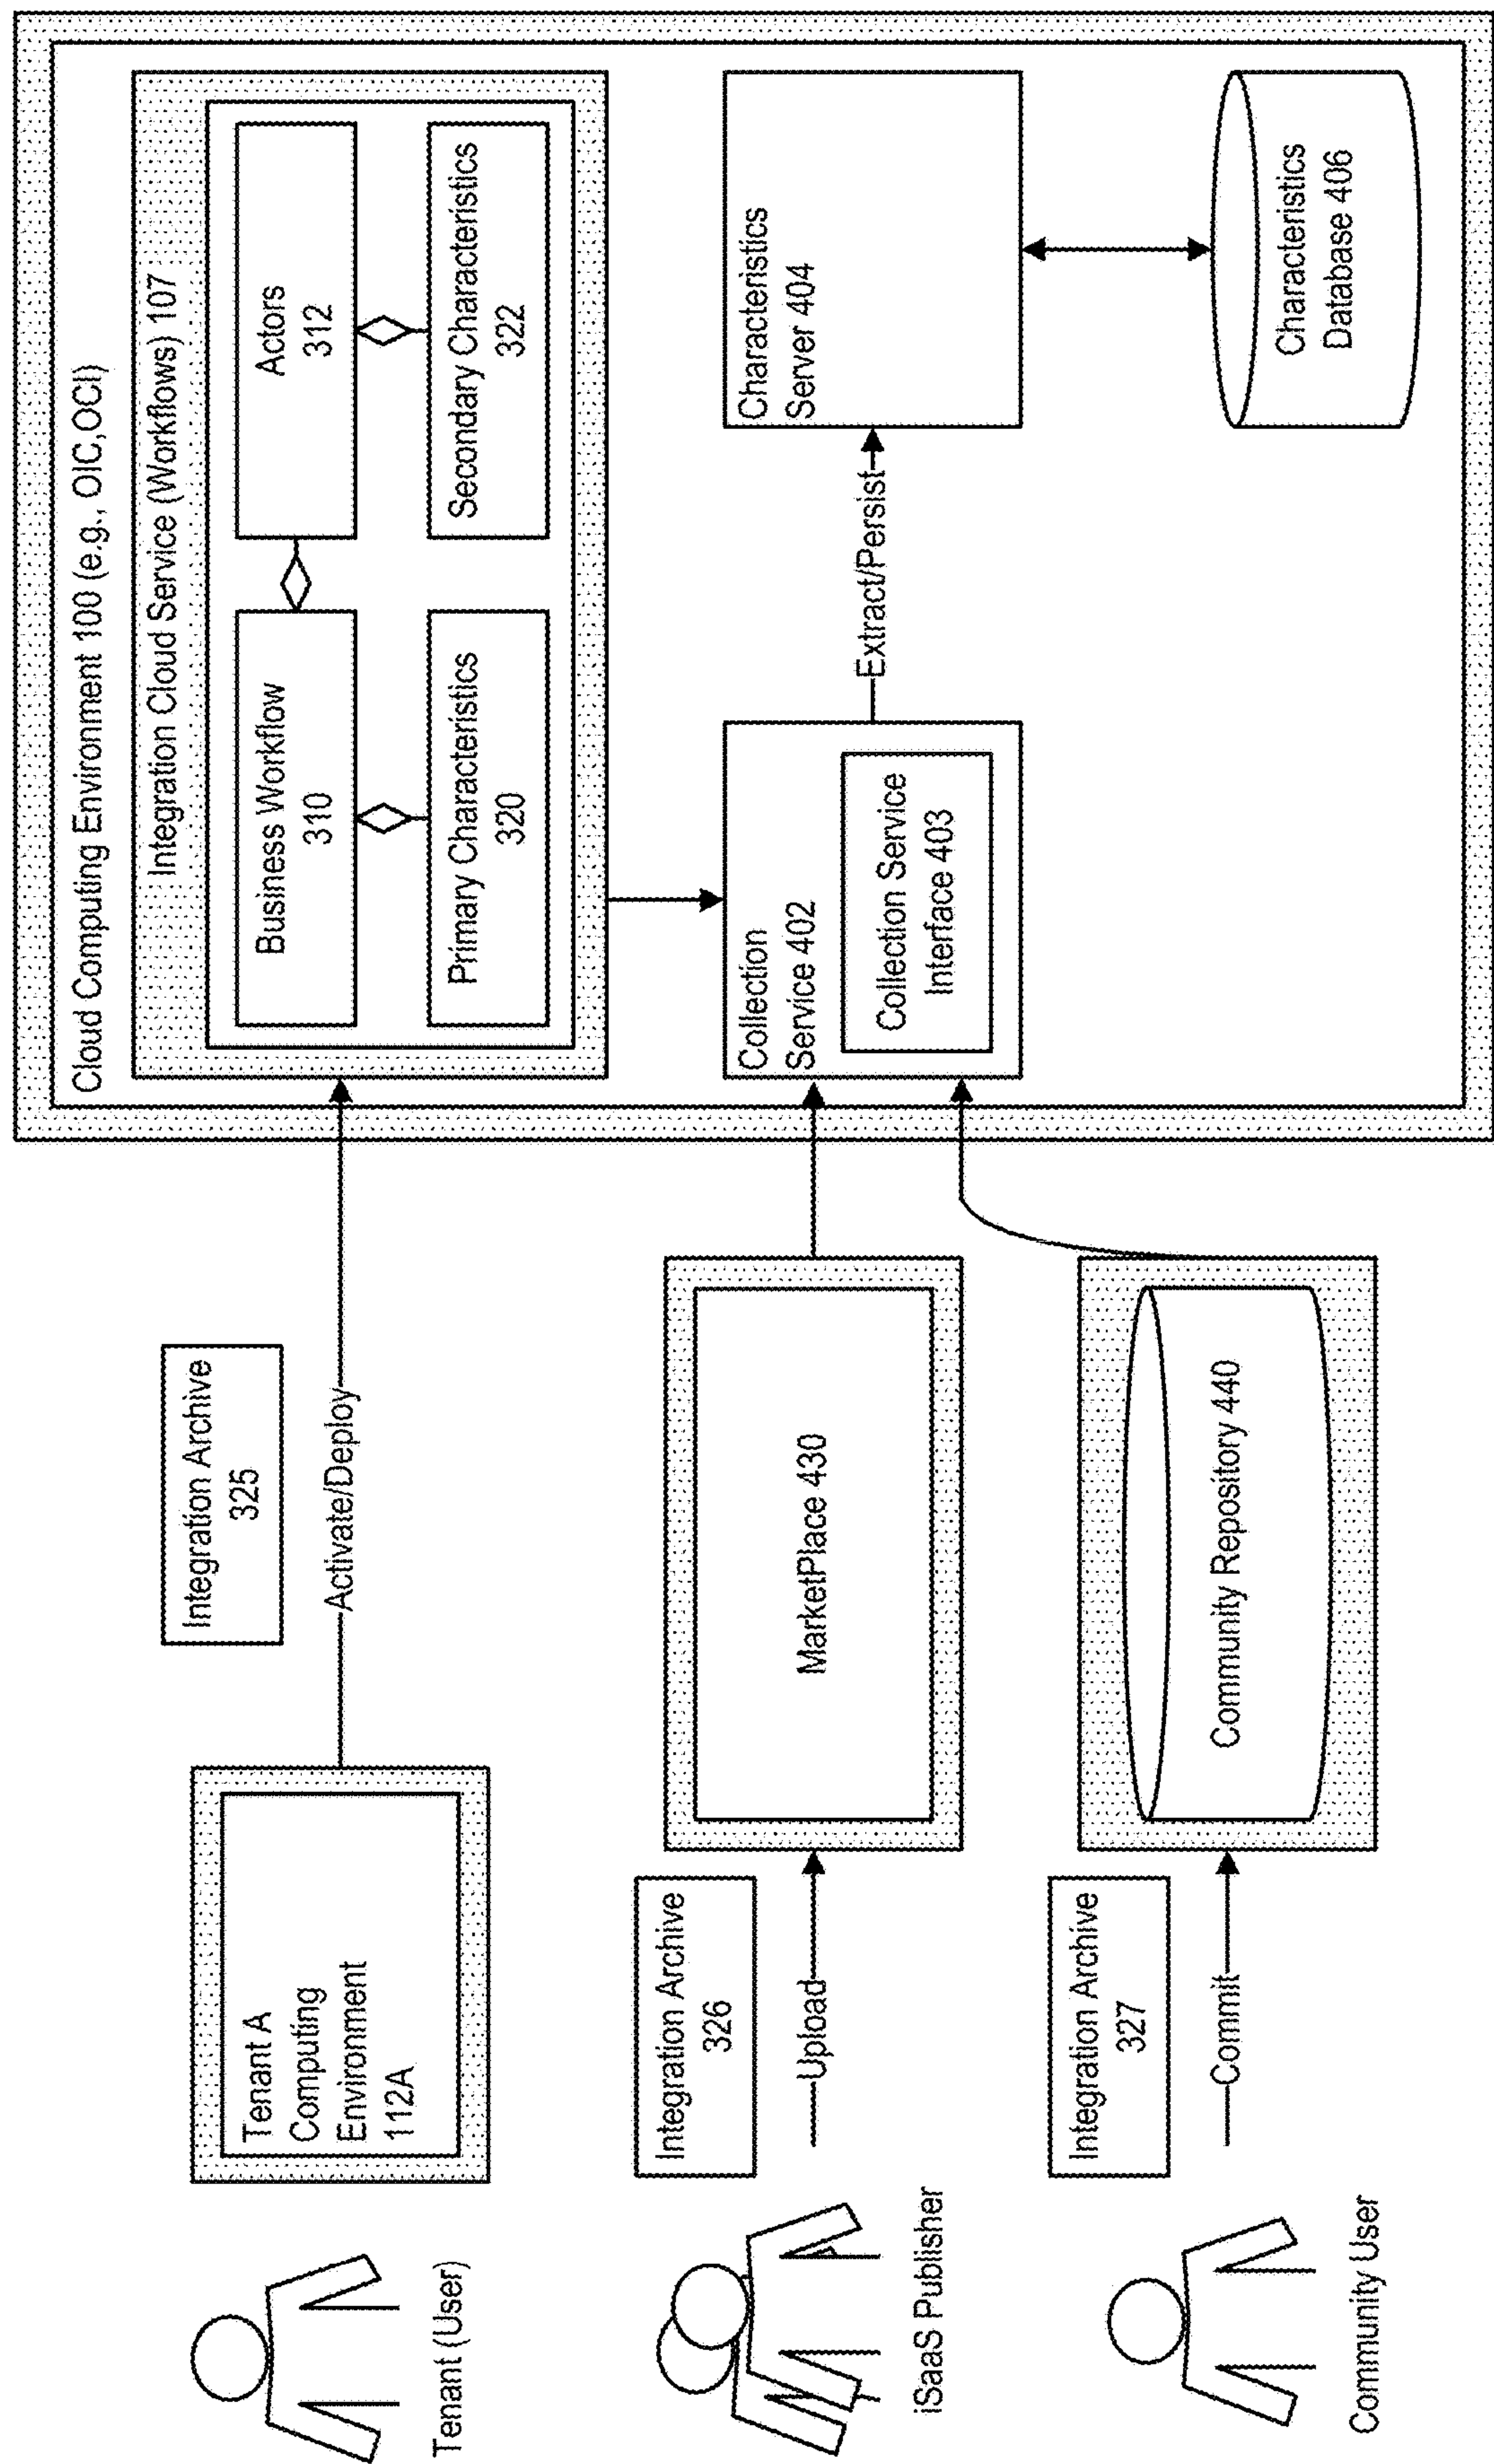 Cloud Computing Environment 100 (e.g., OIC,OCI)
Integration Cloud Service (Workflows) 107
Business Workflow
310
Actors
312
Primary Characteristics
320
Secondary Characteristics
322
Integration Archive
325
Activate/Deploy
Tenant A
Computing
Environment
112A
Tenant (User)
Collection
Service 402
Collection Service
Interface 403
Extract/Persist
Characteristics
Server 404
Characteristics
Database 406
Integration Archive
326
Upload
MarketPlace 430
iSaaS Publisher
Integration Archive
327
Commit
Community Repository 440
Community User